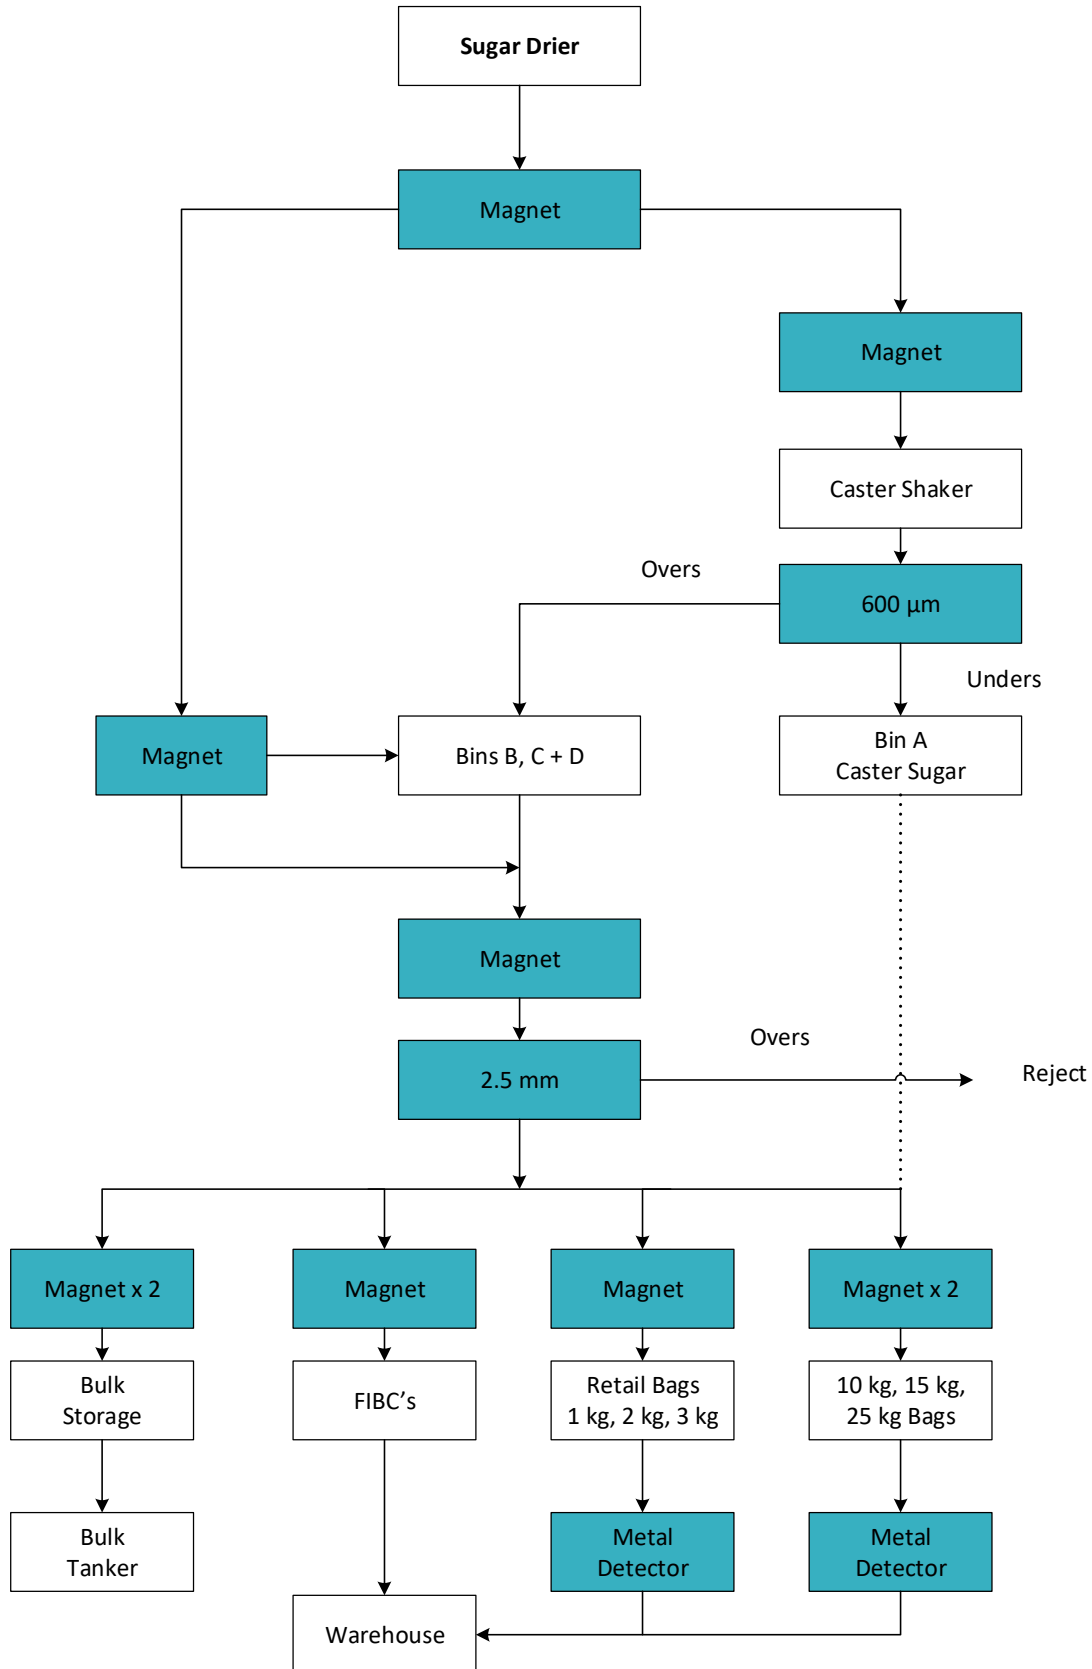 Sugar Drier
Magnet
Magnet
Caster Shaker
Overs
600 µm
Unders
Magnet
Bins B, C + D
Bin A
Caster Sugar
Magnet
Overs
2.5 mm
Reject
Magnet x 2
Magnet
Magnet
Magnet x 2
Bulk
Storage
FIBC's
Retail Bags
1 kg, 2 kg, 3 kg
10 kg, 15 kg,
25 kg Bags
Bulk
Tanker
Metal
Detector
Metal
Detector
Warehouse